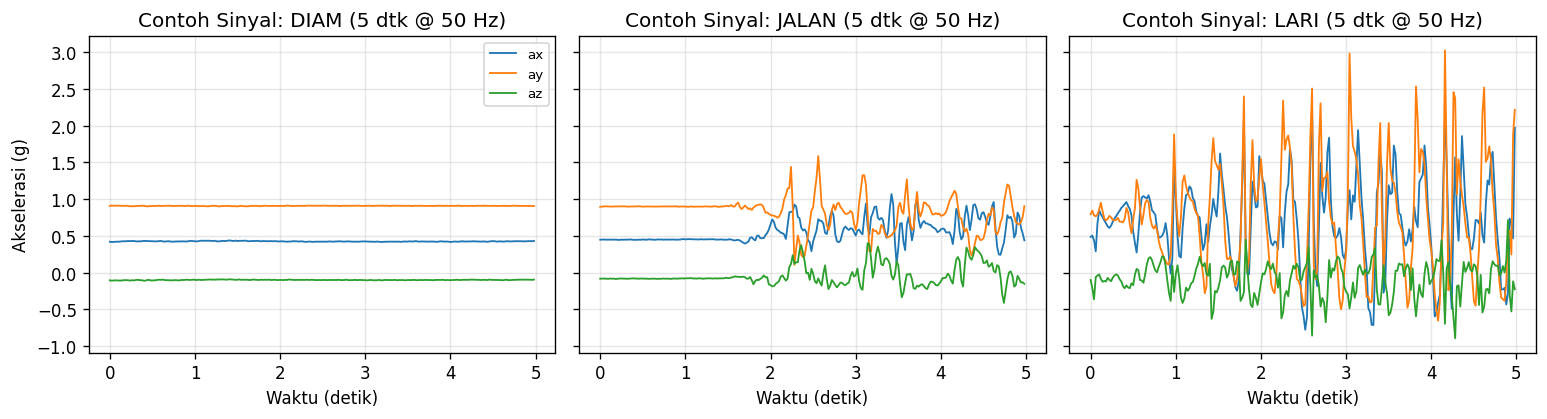 Contoh Sinyal: DIAM (5 dtk @ 50 Hz)
Contoh Sinyal: JALAN (5 dtk @ 50 Hz)
Contoh Sinyal: LARI (5 dtk @ 50 Hz)
Akselerasi (g)
3.0
2.5
2.0
1.5
1.0
0.5
0.0
−0.5
−1.0
ax
ay
az
0 1 2 3 4 5
0 1 2 3 4 5
0 1 2 3 4 5
Waktu (detik)
Waktu (detik)
Waktu (detik)